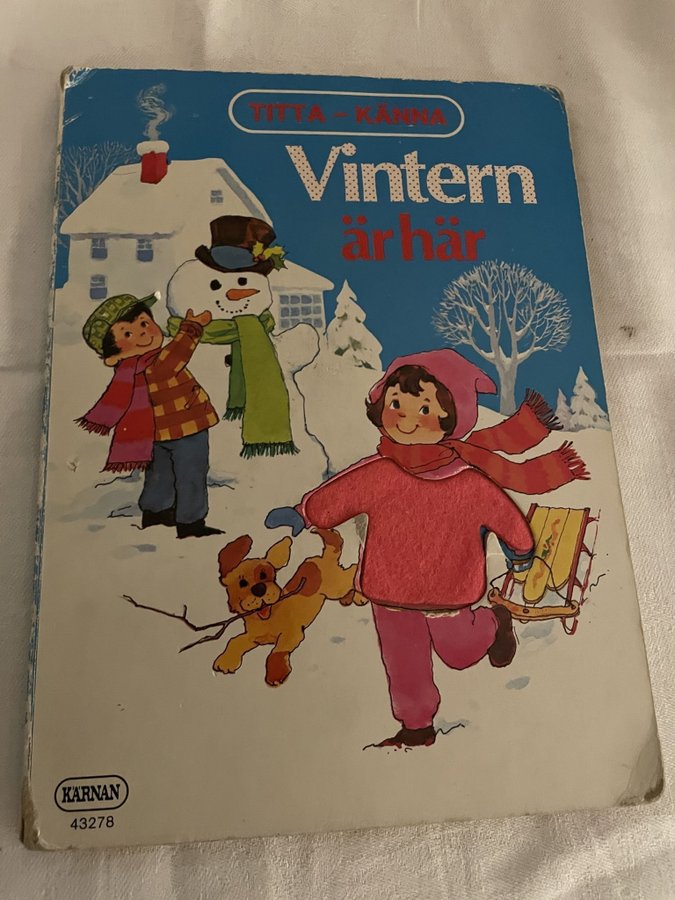 TITTA – KÄNNA
Vintern
är här
KÄRNAN
43278